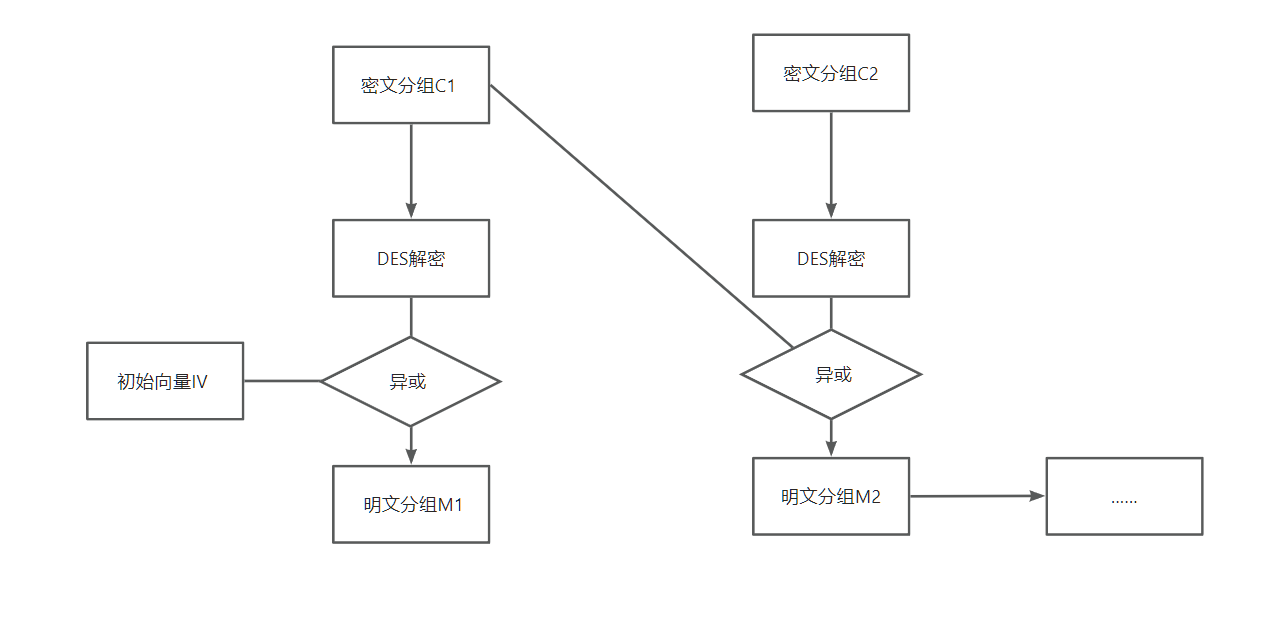 密文分组C1
密文分组C2
DES解密
DES解密
初始向量IV
异或
异或
明文分组M1
明文分组M2
......